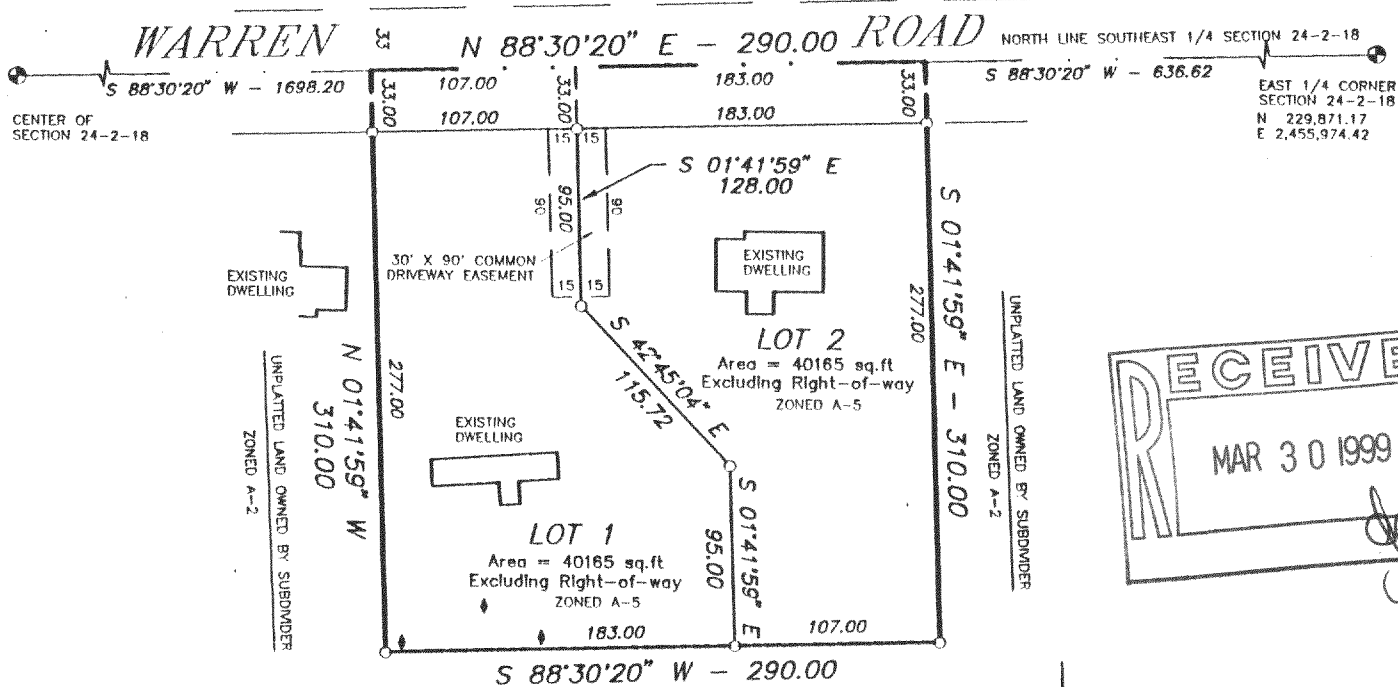 WARREN
33
N 88°30'20" E - 290.00
ROAD
NORTH LINE SOUTHEAST 1/4 SECTION 24-2-18
S 88°30'20" W - 1698.20
107.00
183.00
S 88°30'20" W - 636.62
CENTER OF
SECTION 24-2-18
EAST 1/4 CORNER
SECTION 24-2-18
N 229,871.17
E 2,455,974.42
33.00
33.00
33.00
107.00
183.00
15
15
S 01°41'59" E
128.00
90
95.00
90
30' X 90' COMMON
DRIVEWAY EASEMENT
15
15
EXISTING
DWELLING
EXISTING
DWELLING
S 01°41'59" E - 310.00
277.00
UNPLATTED LAND OWNED BY SUBDIVIDER
ZONED A-2
S 42°45'04" E
115.72
LOT 2
Area = 40165 sq.ft
Excluding Right-of-way
ZONED A-5
N 01°41'59" W
310.00
277.00
UNPLATTED LAND OWNED BY SUBDIVIDER
ZONED A-2
EXISTING
DWELLING
RECEIVE
MAR 30 1999
LOT 1
Area = 40165 sq.ft
Excluding Right-of-way
ZONED A-5
S 01°41'59" E
95.00
183.00
107.00
S 88°30'20" W - 290.00